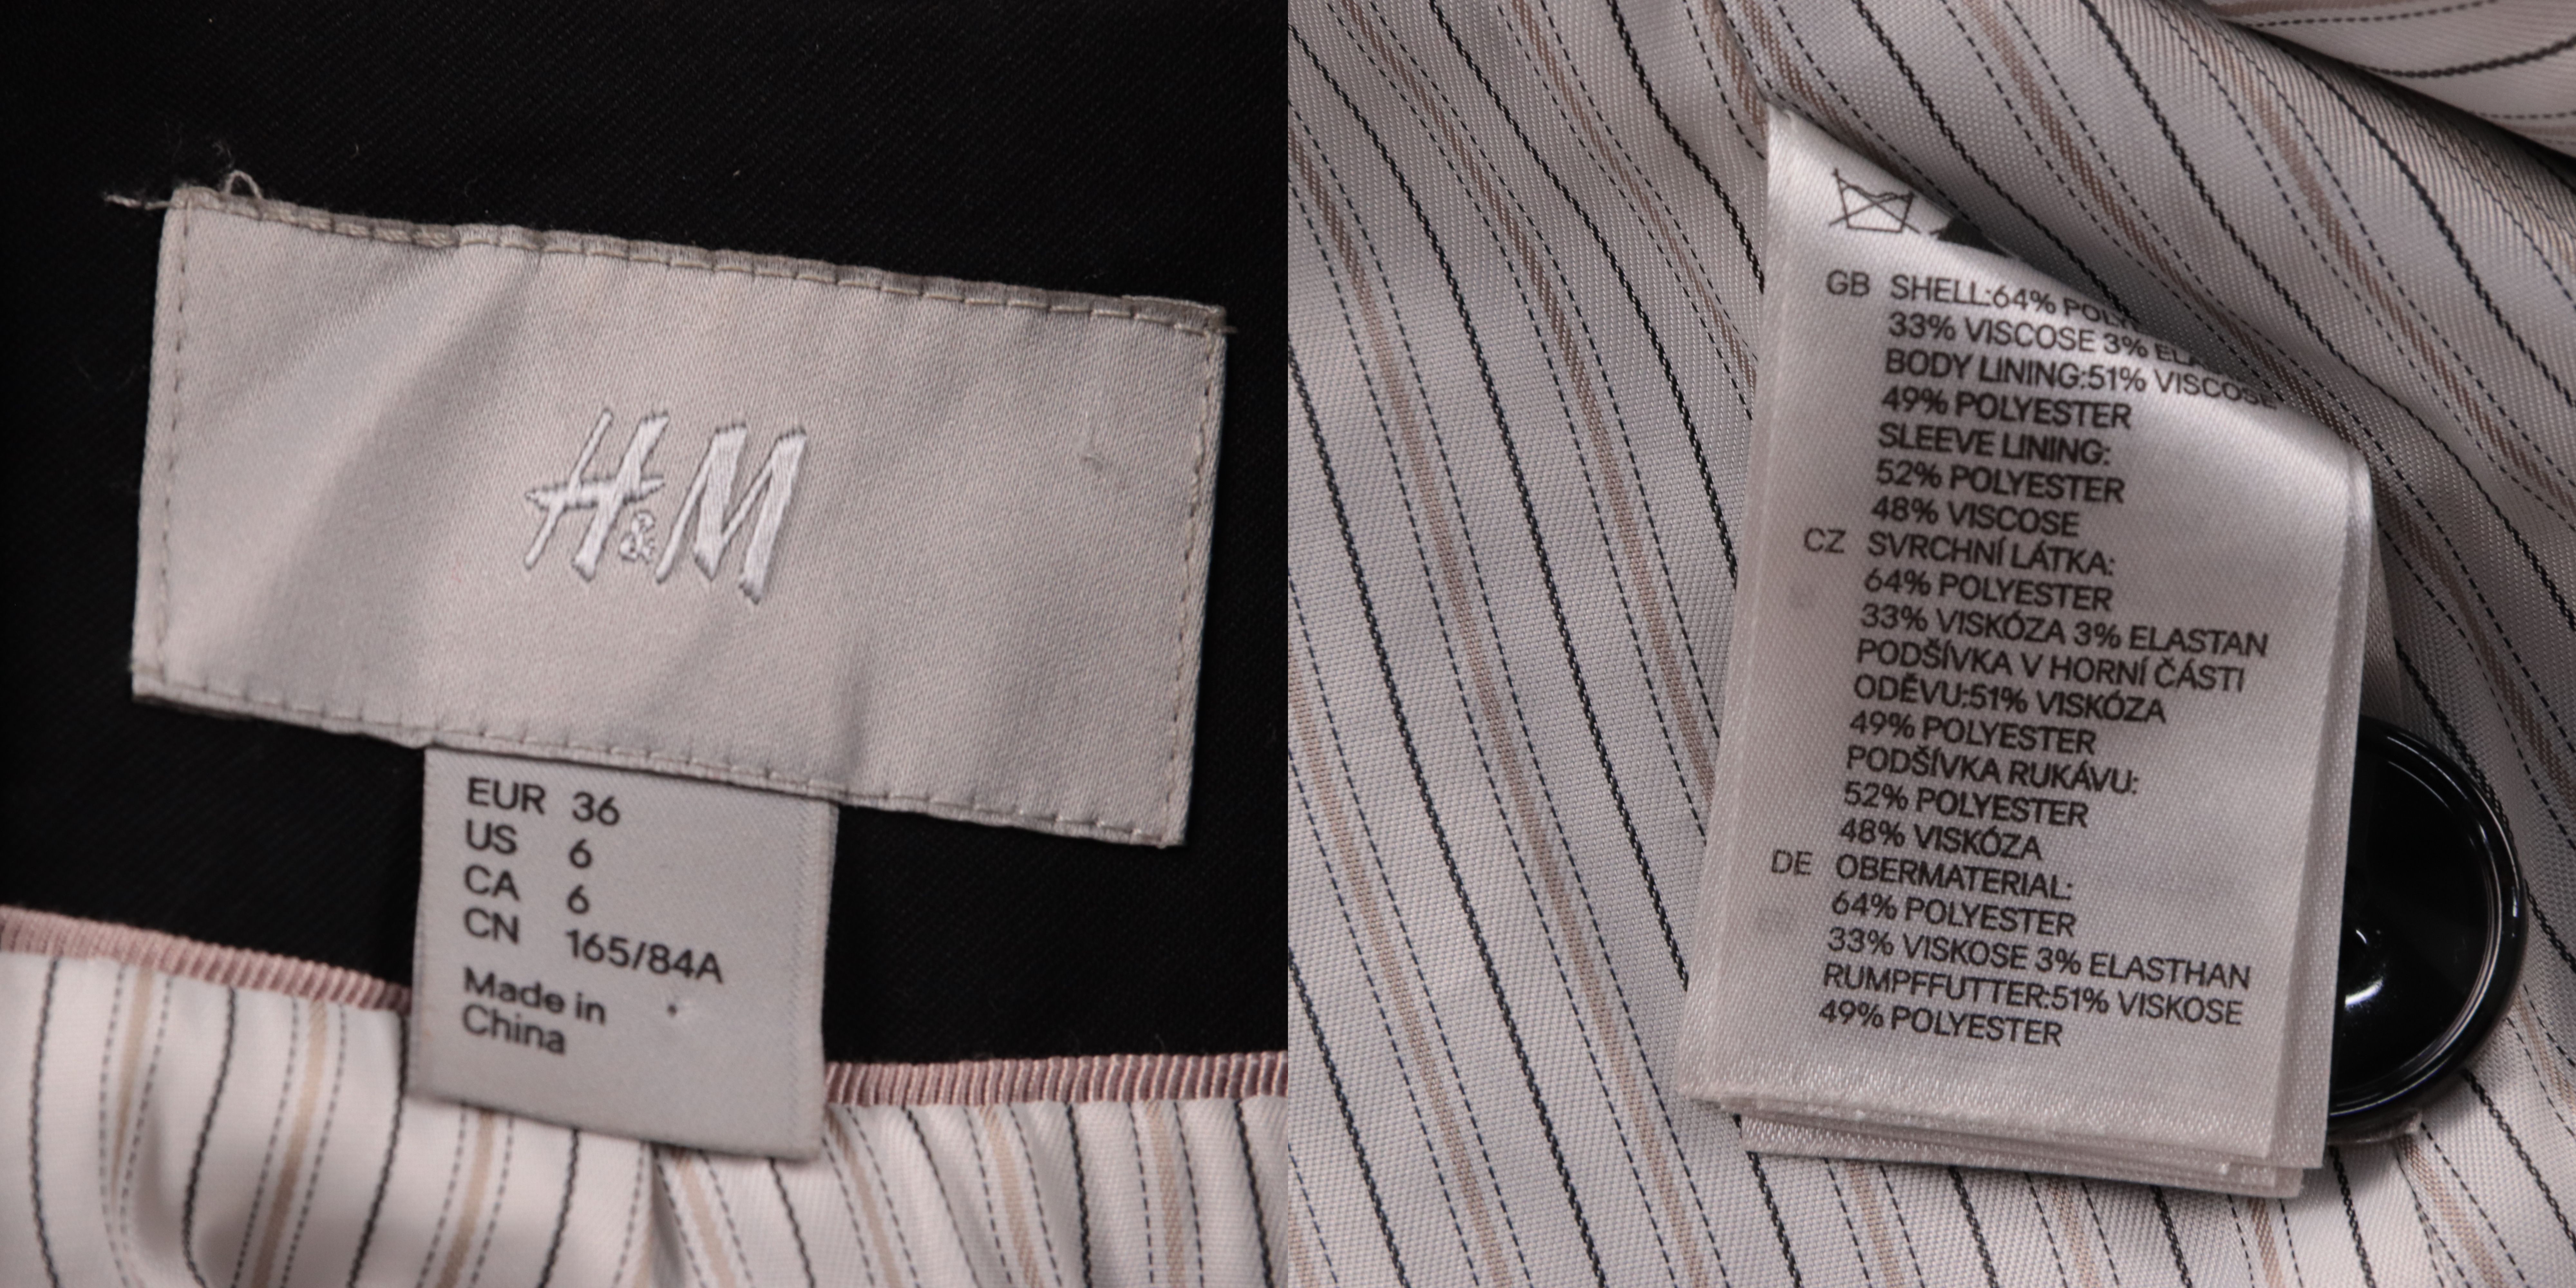 H&M
EUR 36
US 6
CA 6
CN 165/84A
Made in
China
GB SHELL:64%
33% VISCOSE 3%
BODY LINING:51% VISCOSE
49% POLYESTER
SLEEVE LINING:
52% POLYESTER
48% VISCOSE
CZ SVRCHNÍ LÁTKA:
64% POLYESTER
33% VISKÓZA 3% ELASTAN
PODŠÍVKA V HORNÍ ČÁSTI
ODĚVU:51% VISKÓZA
49% POLYESTER
PODŠÍVKA RUKÁVU:
52% POLYESTER
48% VISKÓZA
DE OBERMATERIAL:
64% POLYESTER
33% VISKOSE 3% ELASTHAN
RUMPFFUTTER:51% VISKOSE
49% POLYESTER